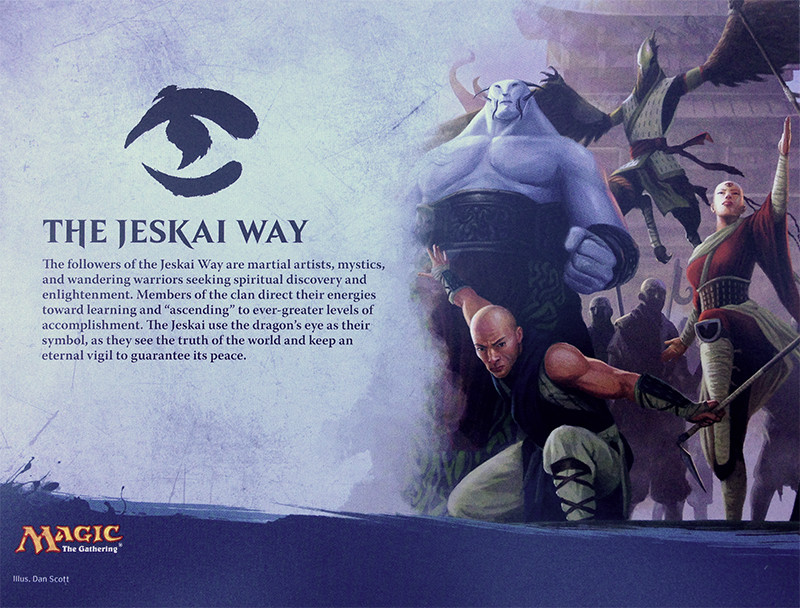 THE JESKAI WAY
The followers of the Jeskai Way are martial artists, mystics,
and wandering warriors seeking spiritual discovery and
enlightenment. Members of the clan direct their energies
toward learning and “ascending” to ever-greater levels of
accomplishment. The Jeskai use the dragon’s eye as their
symbol, as they see the truth of the world and keep an
eternal vigil to guarantee its peace.
MAGIC
The Gathering®
Illus. Dan Scott